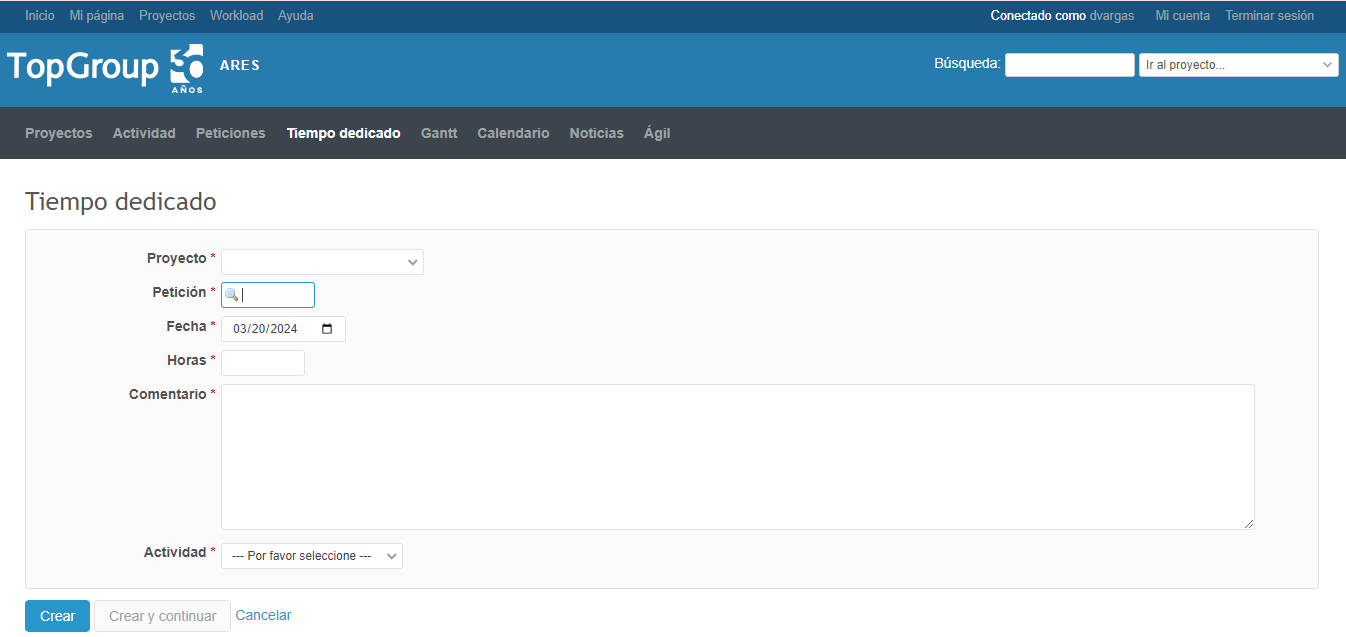 Inicio Mi página Proyectos Workload Ayuda Conectado como dvargas Mi cuenta Terminar sesión
TopGroup 36 AÑOS ARES Búsqueda: Ir al proyecto...
Proyectos Actividad Peticiones Tiempo dedicado Gantt Calendario Noticias Ágil
Tiempo dedicado
Proyecto *
Petición *
Fecha * 03/20/2024
Horas *
Comentario *
Actividad * --- Por favor seleccione ---
Crear Crear y continuar Cancelar